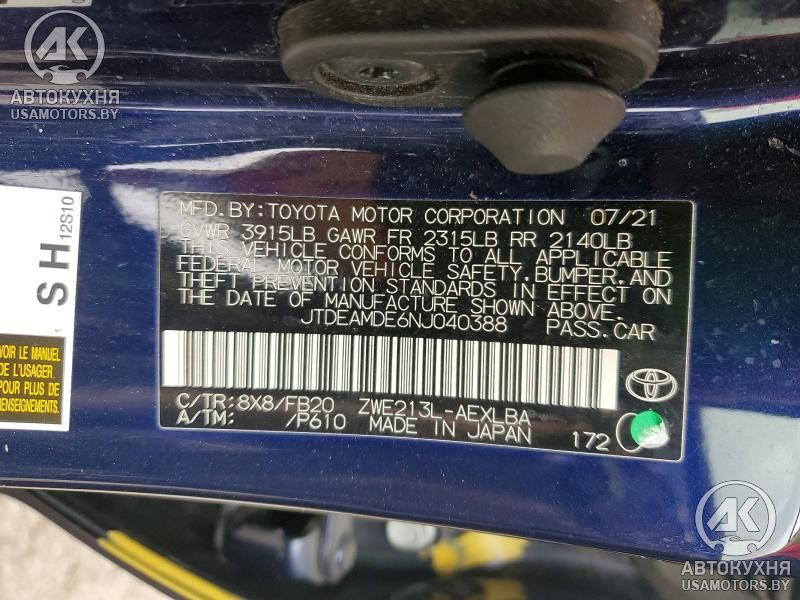 AK
АВТОКУХНЯ
USAMOTORS.BY
SH 12S10
VOIR LE MANUEL
DE L'USAGER
POUR PLUS DE
RENSEIGNEMENTS
MFD. BY: TOYOTA MOTOR CORPORATION 07/21
GVWR 3915LB GAWR FR 2315LB RR 2140LB
THIS VEHICLE CONFORMS TO ALL APPLICABLE
FEDERAL MOTOR VEHICLE SAFETY, BUMPER, AND
THEFT PREVENTION STANDARDS IN EFFECT ON
THE DATE OF MANUFACTURE SHOWN ABOVE.
JTDEAMDE6NJ040388 PASS. CAR
C/TR: 8X8/FB20 ZWE213L-AEXLBA
A/TM: /P610 MADE IN JAPAN 172
AK
АВТОКУХНЯ
USAMOTORS.BY